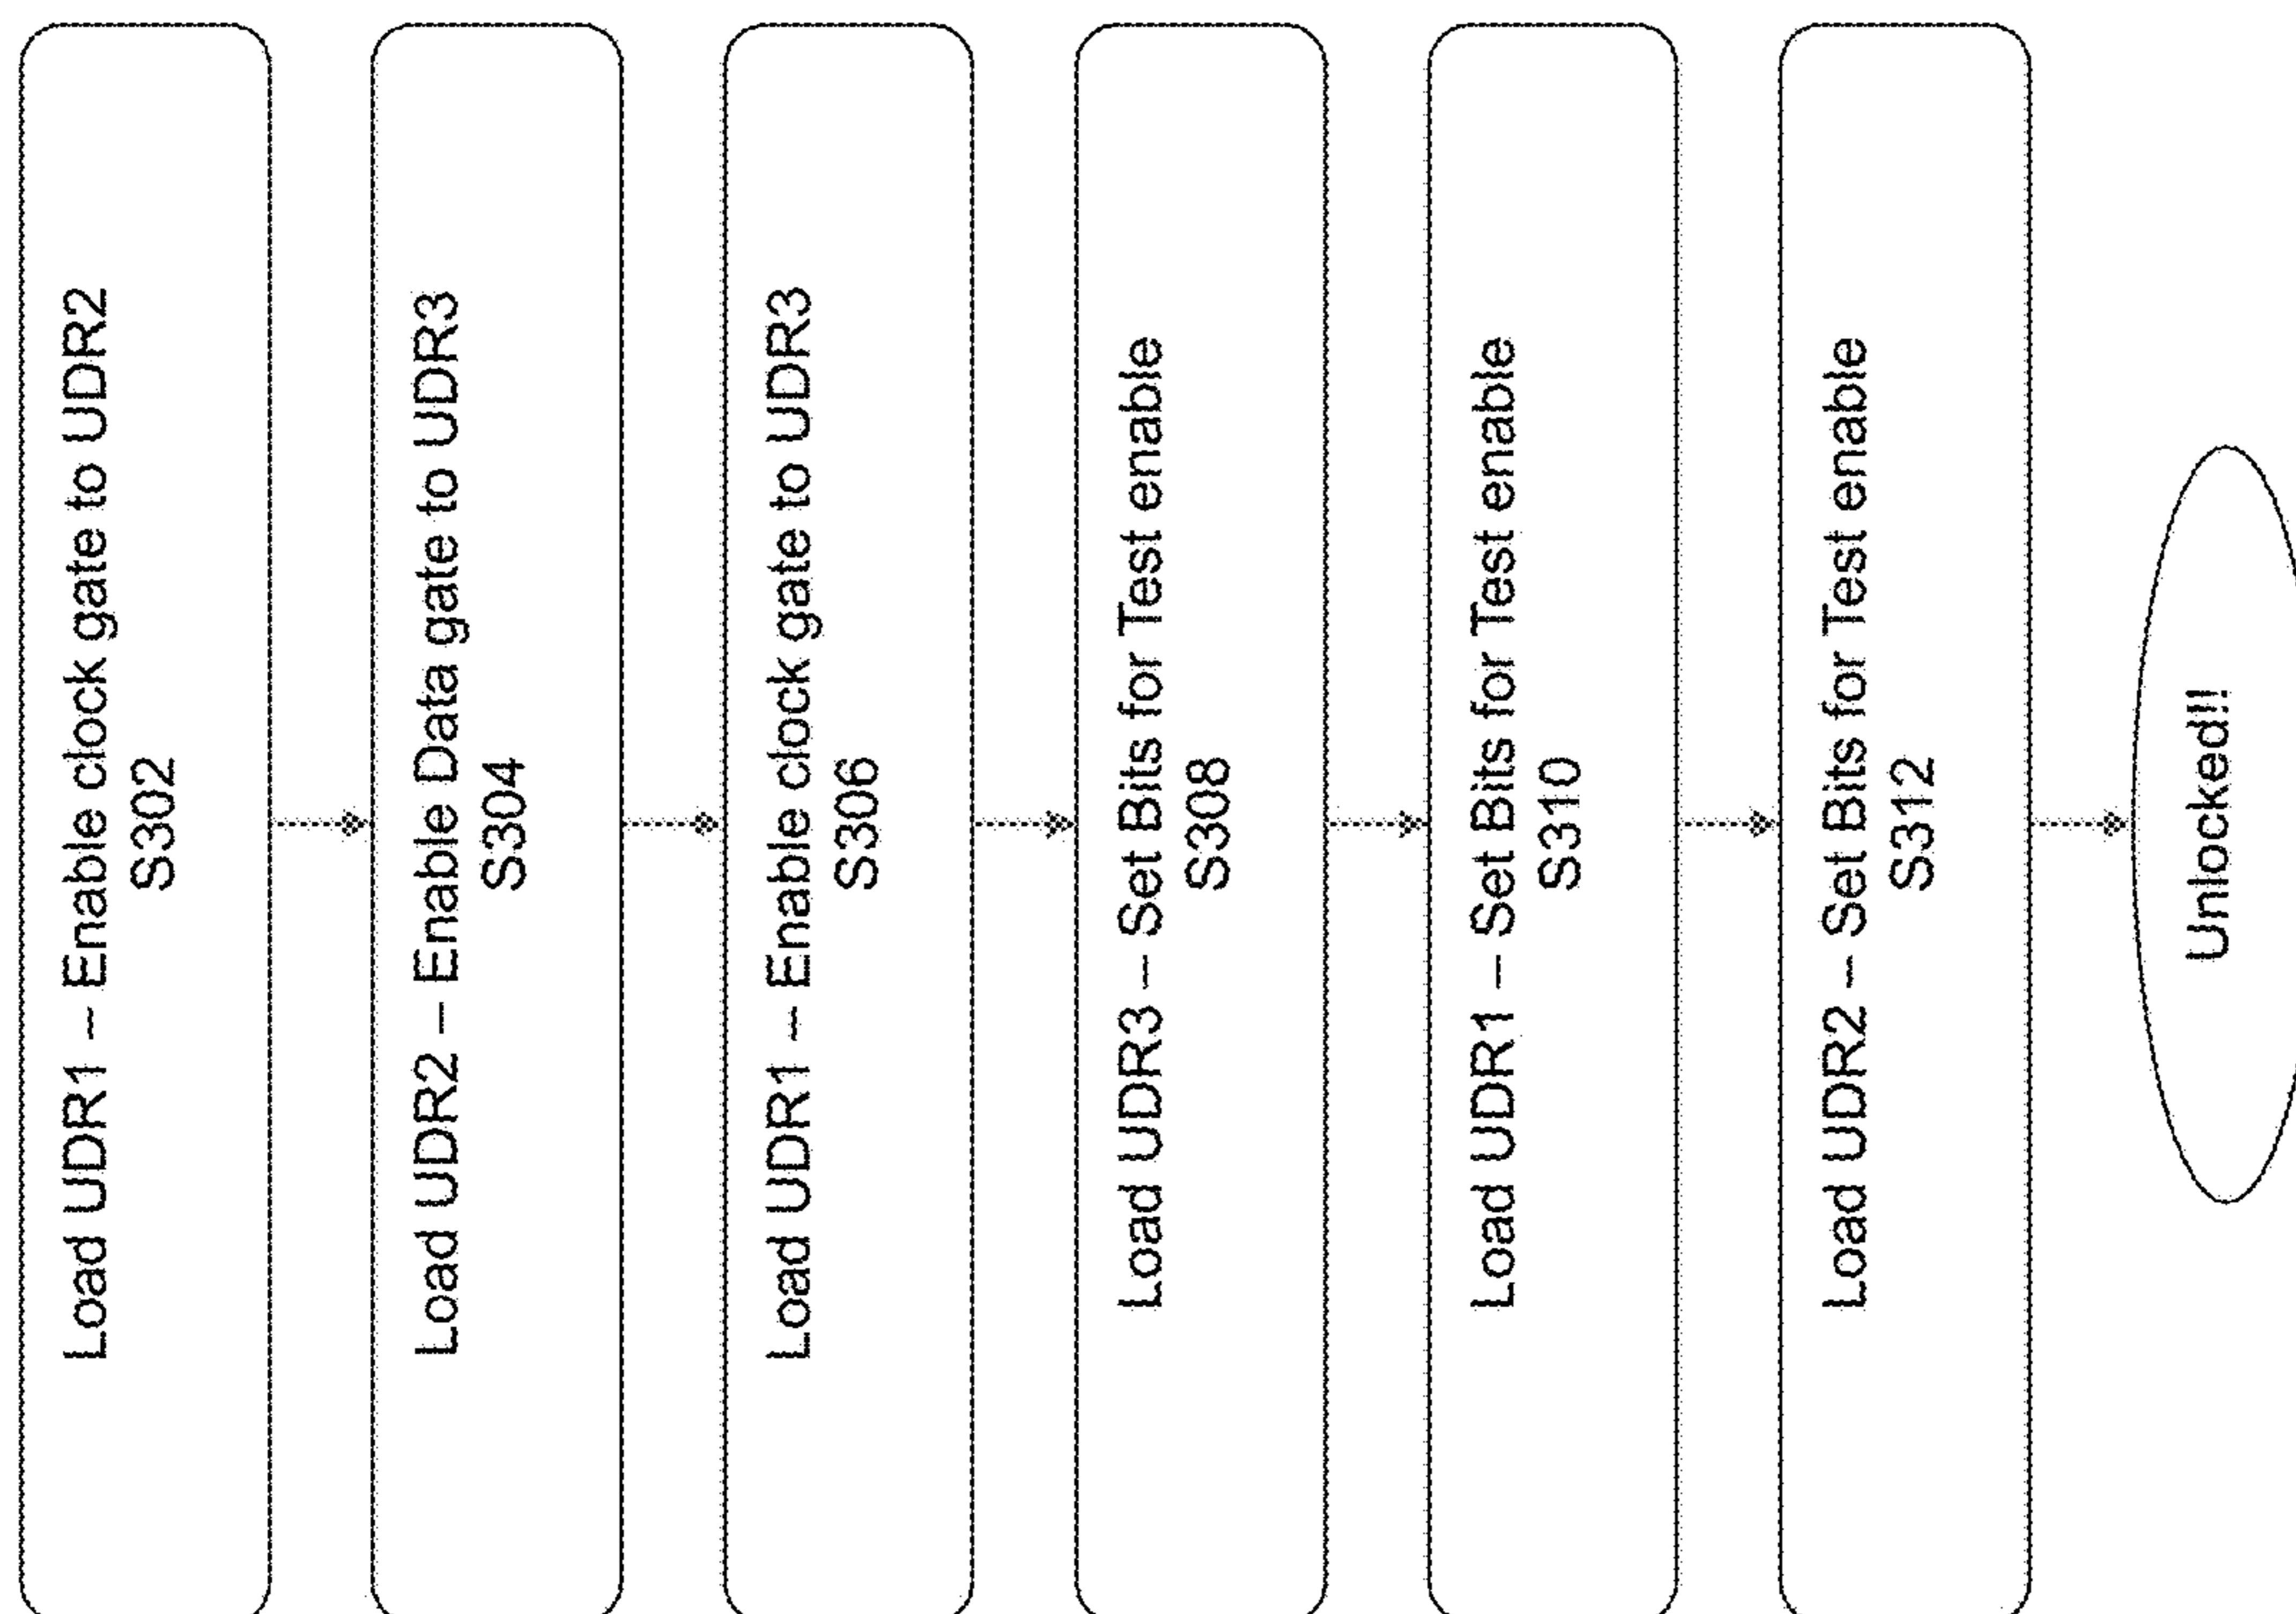 Load UDR1 – Enable clock gate to UDR2
S302
Load UDR2 – Enable Data gate to UDR3
S304
Load UDR1 – Enable clock gate to UDR3
S306
Load UDR3 – Set Bits for Test enable
S308
Load UDR1 – Set Bits for Test enable
S310
Load UDR2 – Set Bits for Test enable
S312
Unlocked!!